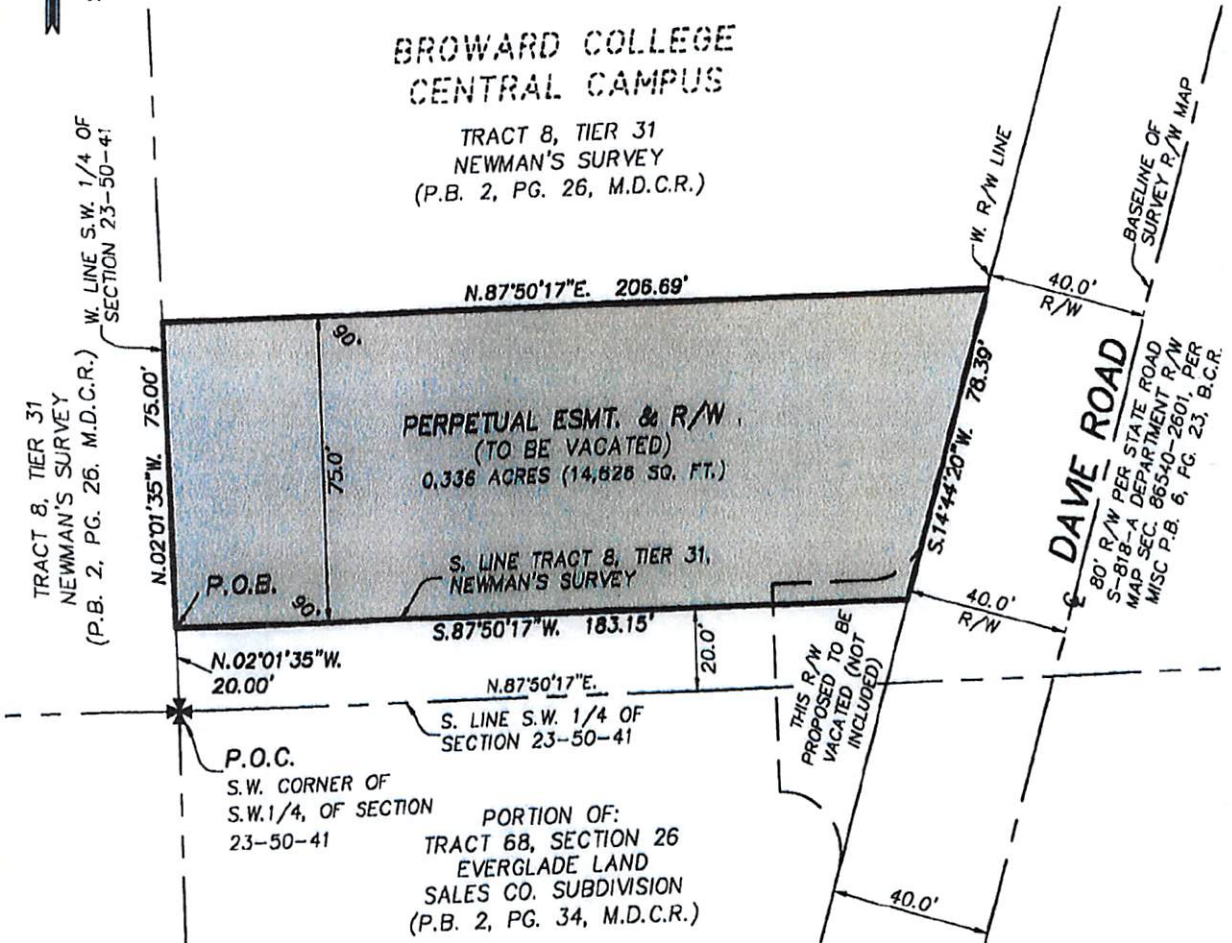 BROWARD COLLEGE
CENTRAL CAMPUS
TRACT 8, TIER 31
NEWMAN'S SURVEY
(P.B. 2, PG. 26, M.D.C.R.)
W. LINE S.W. 1/4 OF
SECTION 23-50-41
TRACT 8, TIER 31
NEWMAN'S SURVEY
(P.B. 2, PG. 26. M.D.C.R.)
W. R/W LINE
BASELINE OF
SURVEY R/W MAP
N.87°50'17"E. 206.69'
40.0'
R/W
90°
N.02°01'35"W. 75.00'
75.0'
PERPETUAL ESMT. & R/W
(TO BE VACATED)
0.336 ACRES (14,626 SQ. FT.)
S.14°44'20"W. 78.39'
DAVIE ROAD
℄ 80' R/W PER STATE ROAD
S-818-A DEPARTMENT R/W
MAP SEC. 86540-2601, PER
MISC P.B. 6, PG. 23, B.C.R.
S. LINE TRACT 8, TIER 31,
NEWMAN'S SURVEY
P.O.B.
90°
S.87°50'17"W. 183.15'
40.0'
R/W
20.0'
N.02°01'35"W.
20.00'
THIS R/W
PROPOSED TO BE
VACATED (NOT
INCLUDED)
N.87°50'17"E.
S. LINE S.W. 1/4 OF
SECTION 23-50-41
P.O.C.
S.W. CORNER OF
S.W.1/4, OF SECTION
23-50-41
PORTION OF:
TRACT 68, SECTION 26
EVERGLADE LAND
SALES CO. SUBDIVISION
(P.B. 2, PG. 34, M.D.C.R.)
40.0'